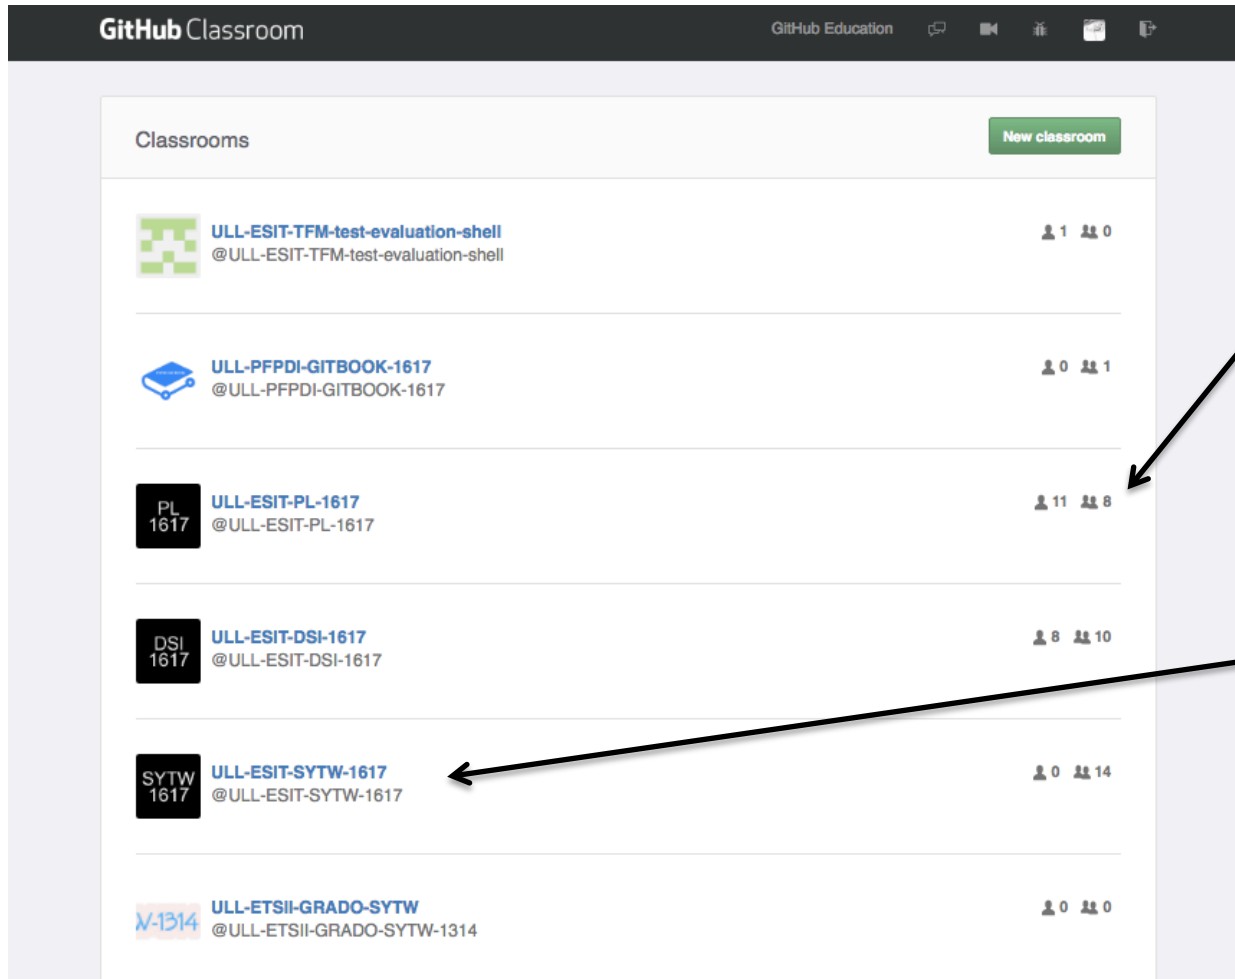 GitHub Classroom
GitHub Education
Classrooms
New classroom
ULL-ESIT-TFM-test-evaluation-shell
1 0
@ULL-ESIT-TFM-test-evaluation-shell
ULL-PFPDI-GITBOOK-1617
0 1
@ULL-PFPDI-GITBOOK-1617
PL
1617
ULL-ESIT-PL-1617
11 8
@ULL-ESIT-PL-1617
DSI
1617
ULL-ESIT-DSI-1617
8 10
@ULL-ESIT-DSI-1617
SYTW
1617
ULL-ESIT-SYTW-1617
0 14
@ULL-ESIT-SYTW-1617
V-1314
ULL-ETSII-GRADO-SYTW
0 0
@ULL-ETSII-GRADO-SYTW-1314